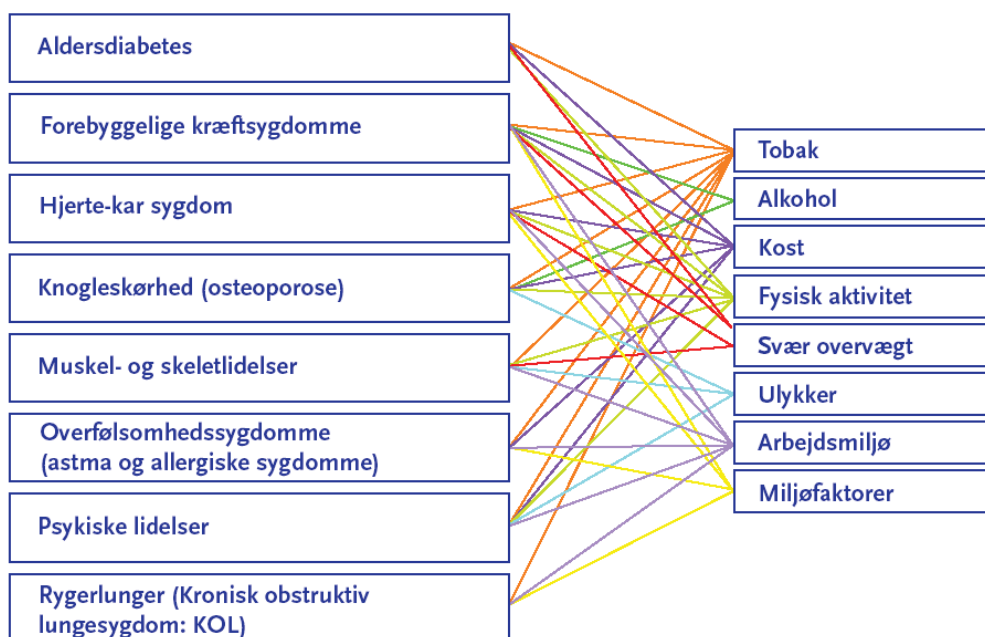 Aldersdiabetes
Forebyggelige kræftsygdomme
Hjerte-kar sygdom
Knogleskørhed (osteoporose)
Muskel- og skeletlidelser
Overfølsomhedssygdomme
(astma og allergiske sygdomme)
Psykiske lidelser
Rygerlunger (Kronisk obstruktiv
lungesygdom: KOL)
Tobak
Alkohol
Kost
Fysisk aktivitet
Svær overvægt
Ulykker
Arbejdsmiljø
Miljøfaktorer